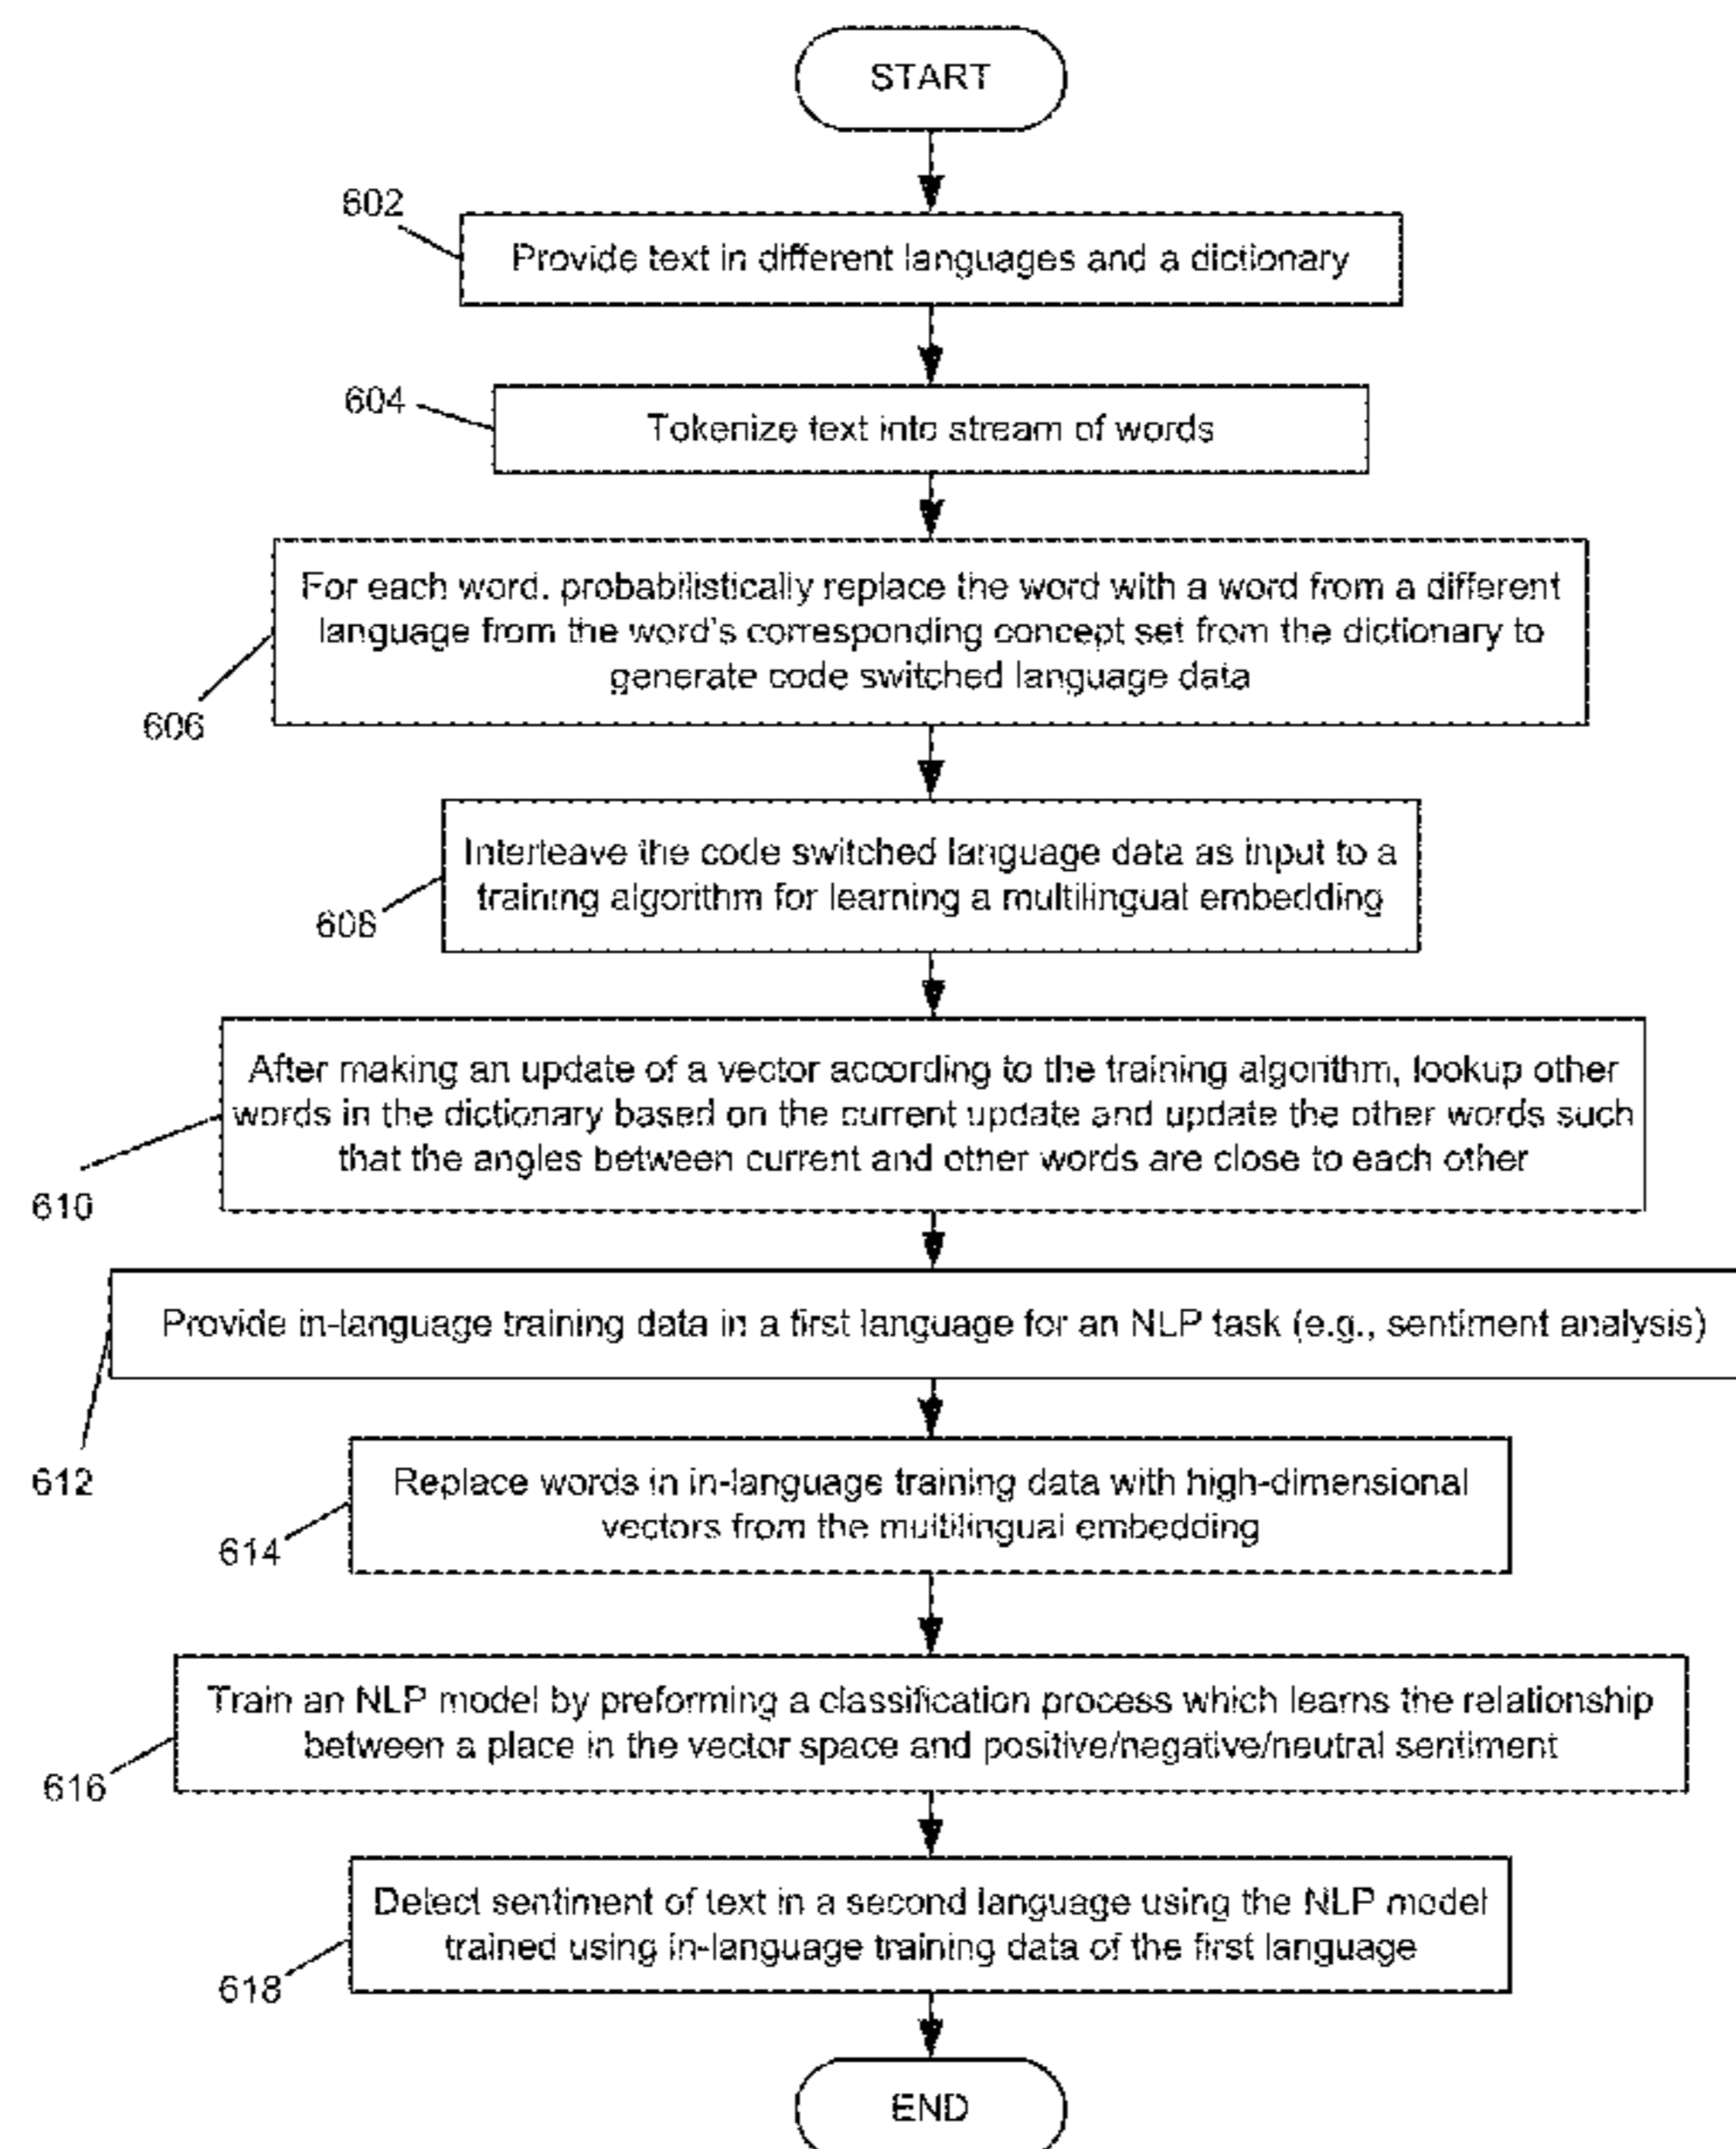 START
602
Provide text in different languages and a dictionary
604
Tokenize text into stream of words
For each word, probabilistically replace the word with a word from a different
language from the word's corresponding concept set from the dictionary to
generate code switched language data
606
Interleave the code switched language data as input to a
training algorithm for learning a multilingual embedding
608
After making an update of a vector according to the training algorithm, lookup other
words in the dictionary based on the current update and update the other words such
that the angles between current and other words are close to each other
610
Provide in-language training data in a first language for an NLP task (e.g., sentiment analysis)
612
Replace words in in-language training data with high-dimensional
vectors from the multilingual embedding
614
Train an NLP model by preforming a classification process which learns the relationship
between a place in the vector space and positive/negative/neutral sentiment
616
Detect sentiment of text in a second language using the NLP model
trained using in-language training data of the first language
618
END